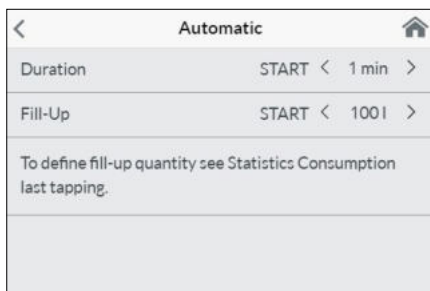 < Automatic
Duration START < 1 min >
Fill-Up START < 100 l >
To define fill-up quantity see Statistics Consumption
last tapping.